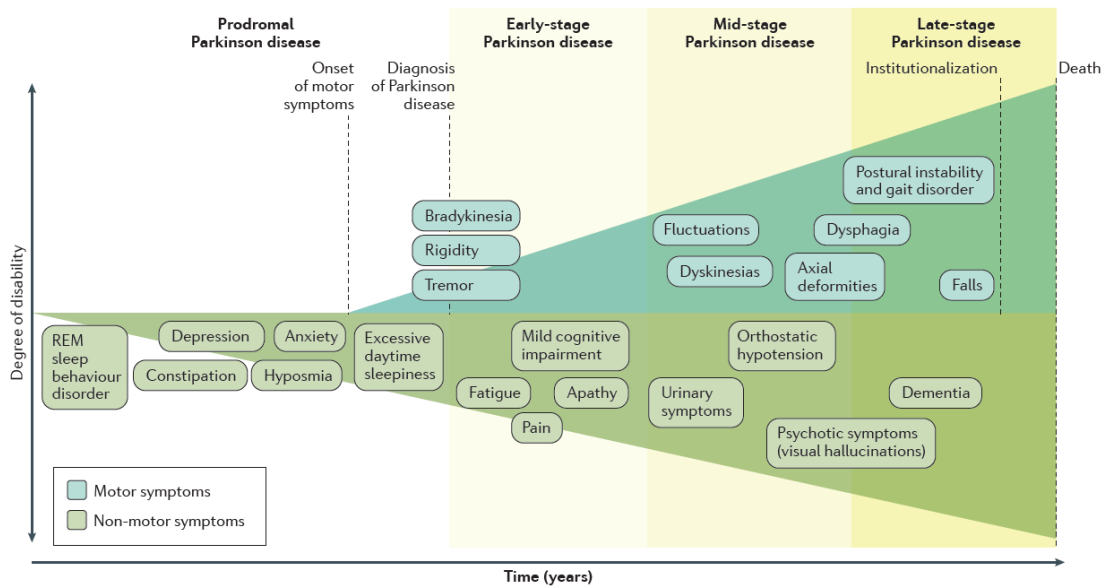 Prodromal
Parkinson disease
Early-stage
Parkinson disease
Mid-stage
Parkinson disease
Late-stage
Parkinson disease
Onset
of motor
symptoms
Diagnosis
of Parkinson
disease
Institutionalization
Death
Degree of disability
Bradykinesia
Rigidity
Tremor
Fluctuations
Dyskinesias
Postural instability
and gait disorder
Dysphagia
Axial
deformities
Falls
REM
sleep
behaviour
disorder
Depression
Constipation
Anxiety
Hyposmia
Excessive
daytime
sleepiness
Mild cognitive
impairment
Fatigue
Apathy
Pain
Orthostatic
hypotension
Urinary
symptoms
Psychotic symptoms
(visual hallucinations)
Dementia
Motor symptoms
Non-motor symptoms
Time (years)